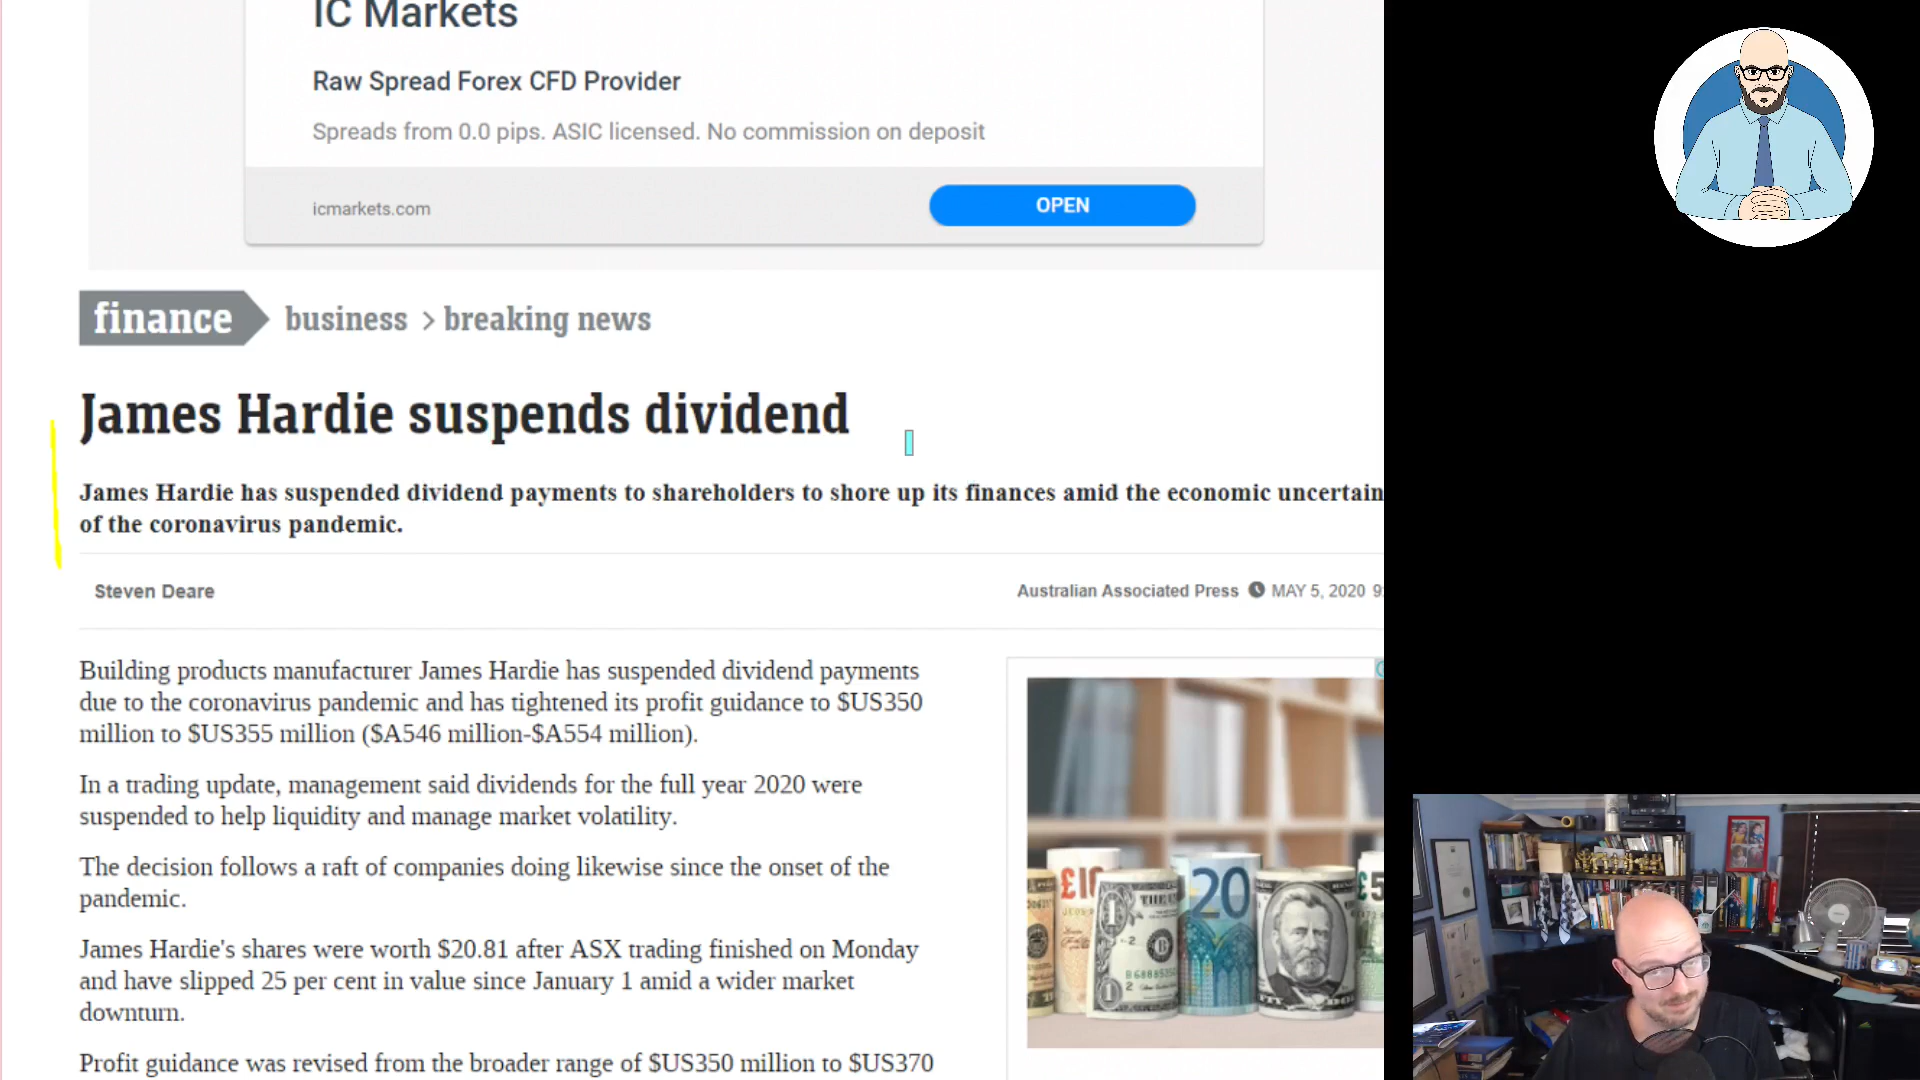 IC Markets
Raw Spread Forex CFD Provider
Spreads from 0.0 pips. ASIC licensed. No commission on deposit
icmarkets.com
OPEN
finance business > breaking news
James Hardie suspends dividend
James Hardie has suspended dividend payments to shareholders to shore up its finances amid the economic uncertain
of the coronavirus pandemic.
Steven Deare
Australian Associated Press MAY 5, 2020 9
Building products manufacturer James Hardie has suspended dividend payments
due to the coronavirus pandemic and has tightened its profit guidance to $US350
million to $US355 million ($A546 million-$A554 million).
In a trading update, management said dividends for the full year 2020 were
suspended to help liquidity and manage market volatility.
The decision follows a raft of companies doing likewise since the onset of the
pandemic.
James Hardie's shares were worth $20.81 after ASX trading finished on Monday
and have slipped 25 per cent in value since January 1 amid a wider market
downturn.
Profit guidance was revised from the broader range of $US350 million to $US370
£10
20
£5
1